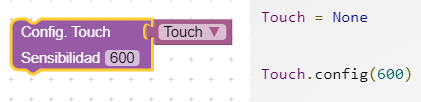 Config. Touch
Touch ▼
Sensibilidad 600
Touch = None
Touch.config(600)